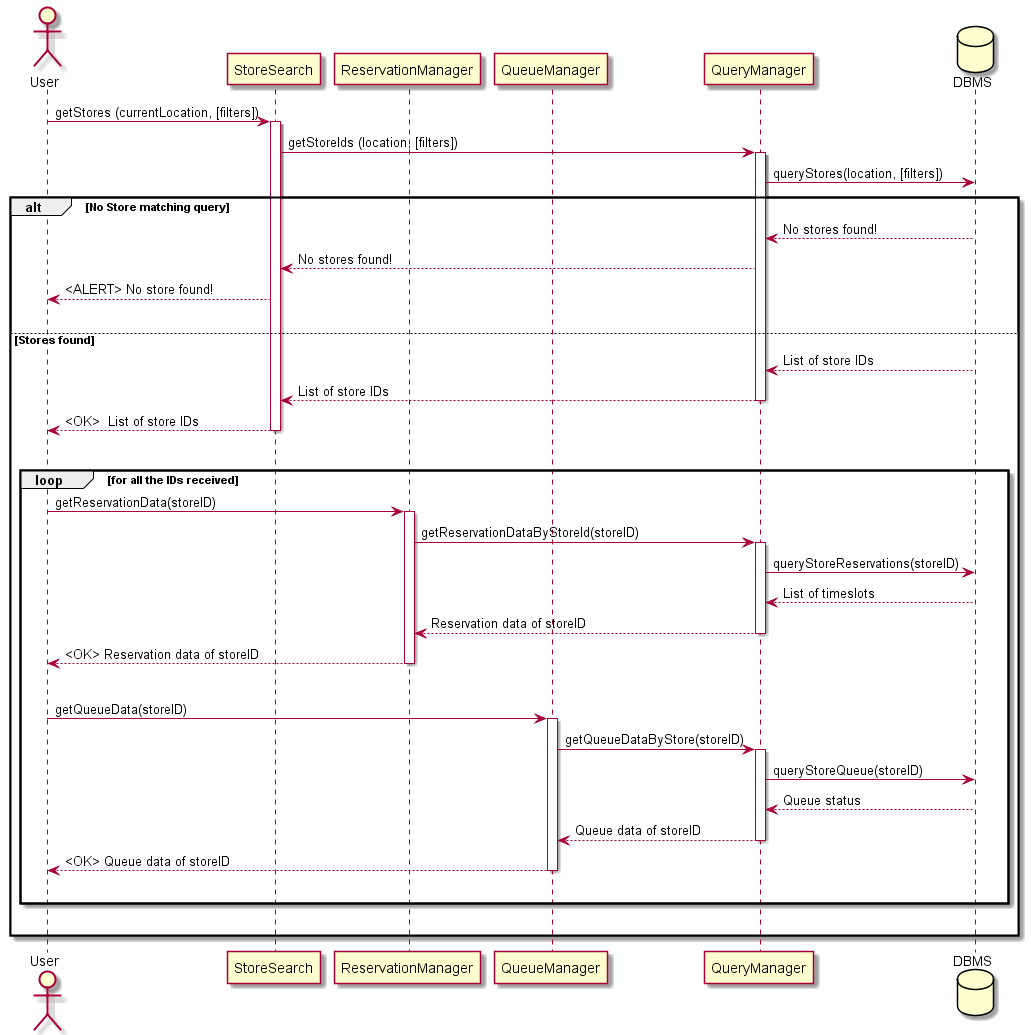 User
StoreSearch
ReservationManager
QueueManager
QueryManager
DBMS
getStores (currentLocation, [filters])
getStoreIds (location, [filters])
queryStores(location, [filters])
alt [No Store matching query]
No stores found!
No stores found!
<ALERT> No store found!
[Stores found]
List of store IDs
List of store IDs
<OK>  List of store IDs
loop [for all the IDs received]
getReservationData(storeID)
getReservationDataByStoreId(storeID)
queryStoreReservations(storeID)
List of timeslots
Reservation data of storeID
<OK> Reservation data of storeID
getQueueData(storeID)
getQueueDataByStore(storeID)
queryStoreQueue(storeID)
Queue status
Queue data of storeID
<OK> Queue data of storeID
User
StoreSearch
ReservationManager
QueueManager
QueryManager
DBMS